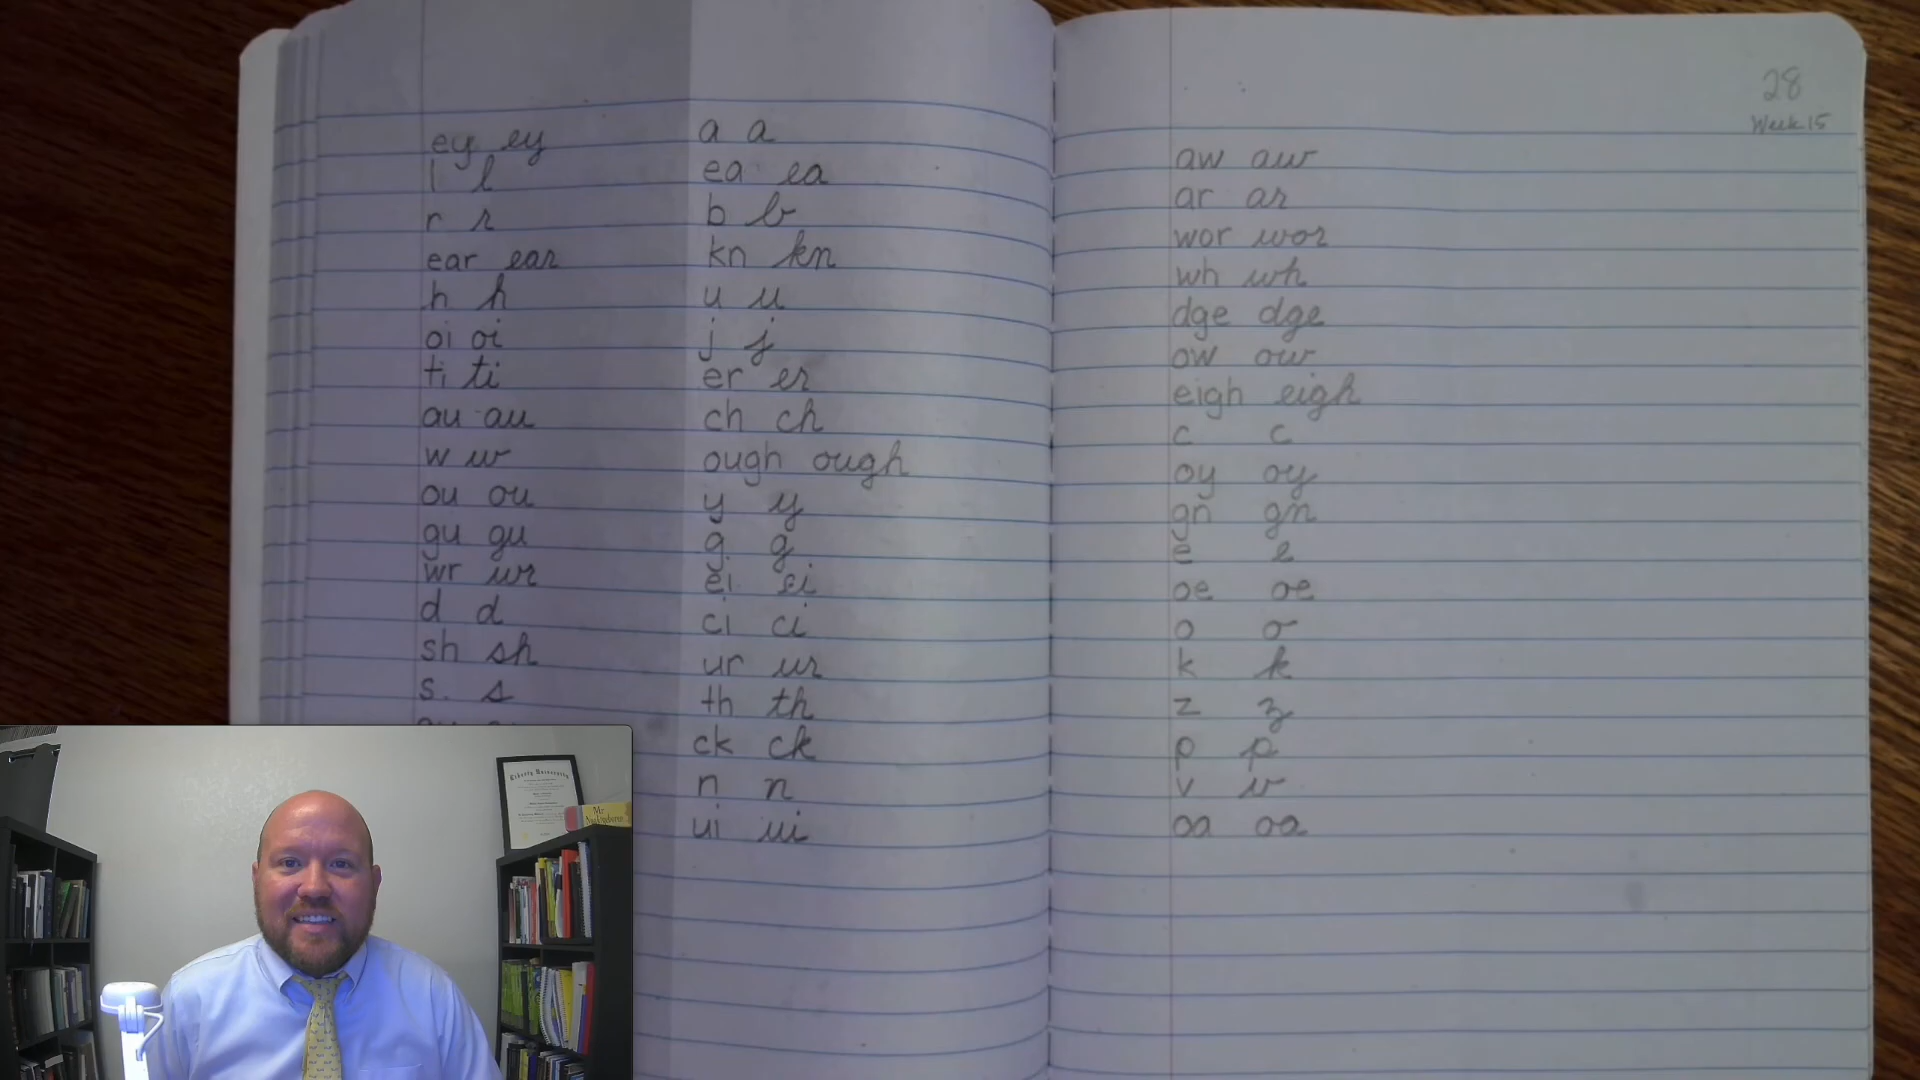 ey ey
l l
r r
ear ear
h h
oi oi
ti ti
au au
w w
ou ou
gu gu
wr wr
d d
sh sh
s. s
a a
ea ea
b b
kn kn
u u
j j
er er
ch ch
ough ough
y y
g g
ei ei
ci ci
ur ur
th th
ck ck
n n
ui ui
28
Week 15
aw aw
ar ar
wor wor
wh wh
dge dge
ow ow
eigh eigh
c c
oy oy
gn gn
e e
oe oe
o o
k k
z z
p p
v v
oa oa
Liberty University
Mr